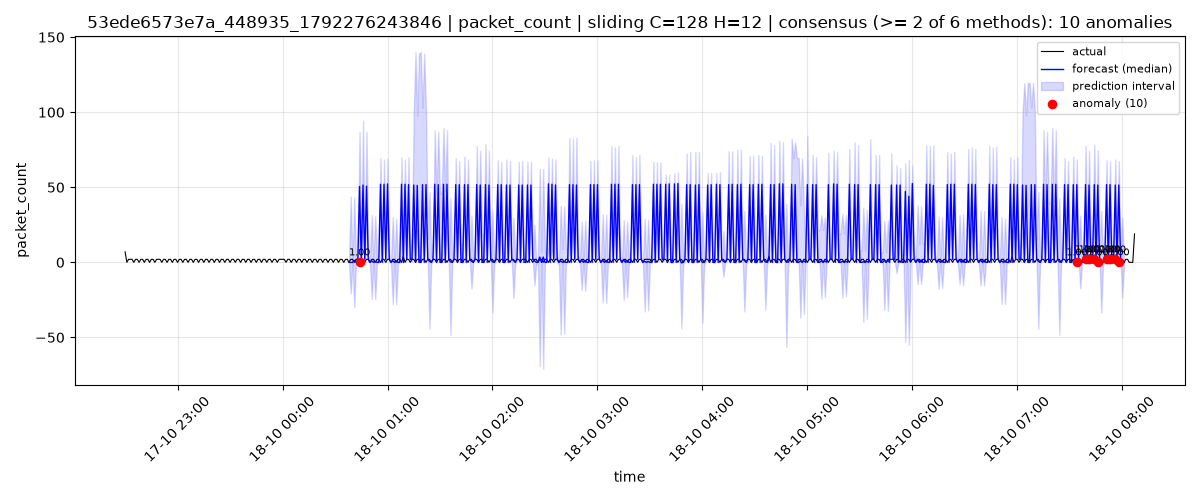 53ede6573e7a_448935_1792276243846 | packet_count | sliding C=128 H=12 | consensus (>= 2 of 6 methods): 10 anomalies
actual
forecast (median)
prediction interval
anomaly (10)
150
100
50
0
−50
packet_count
1.00
17-10 23:00
18-10 00:00
18-10 01:00
18-10 02:00
18-10 03:00
18-10 04:00
18-10 05:00
18-10 06:00
18-10 07:00
18-10 08:00
time